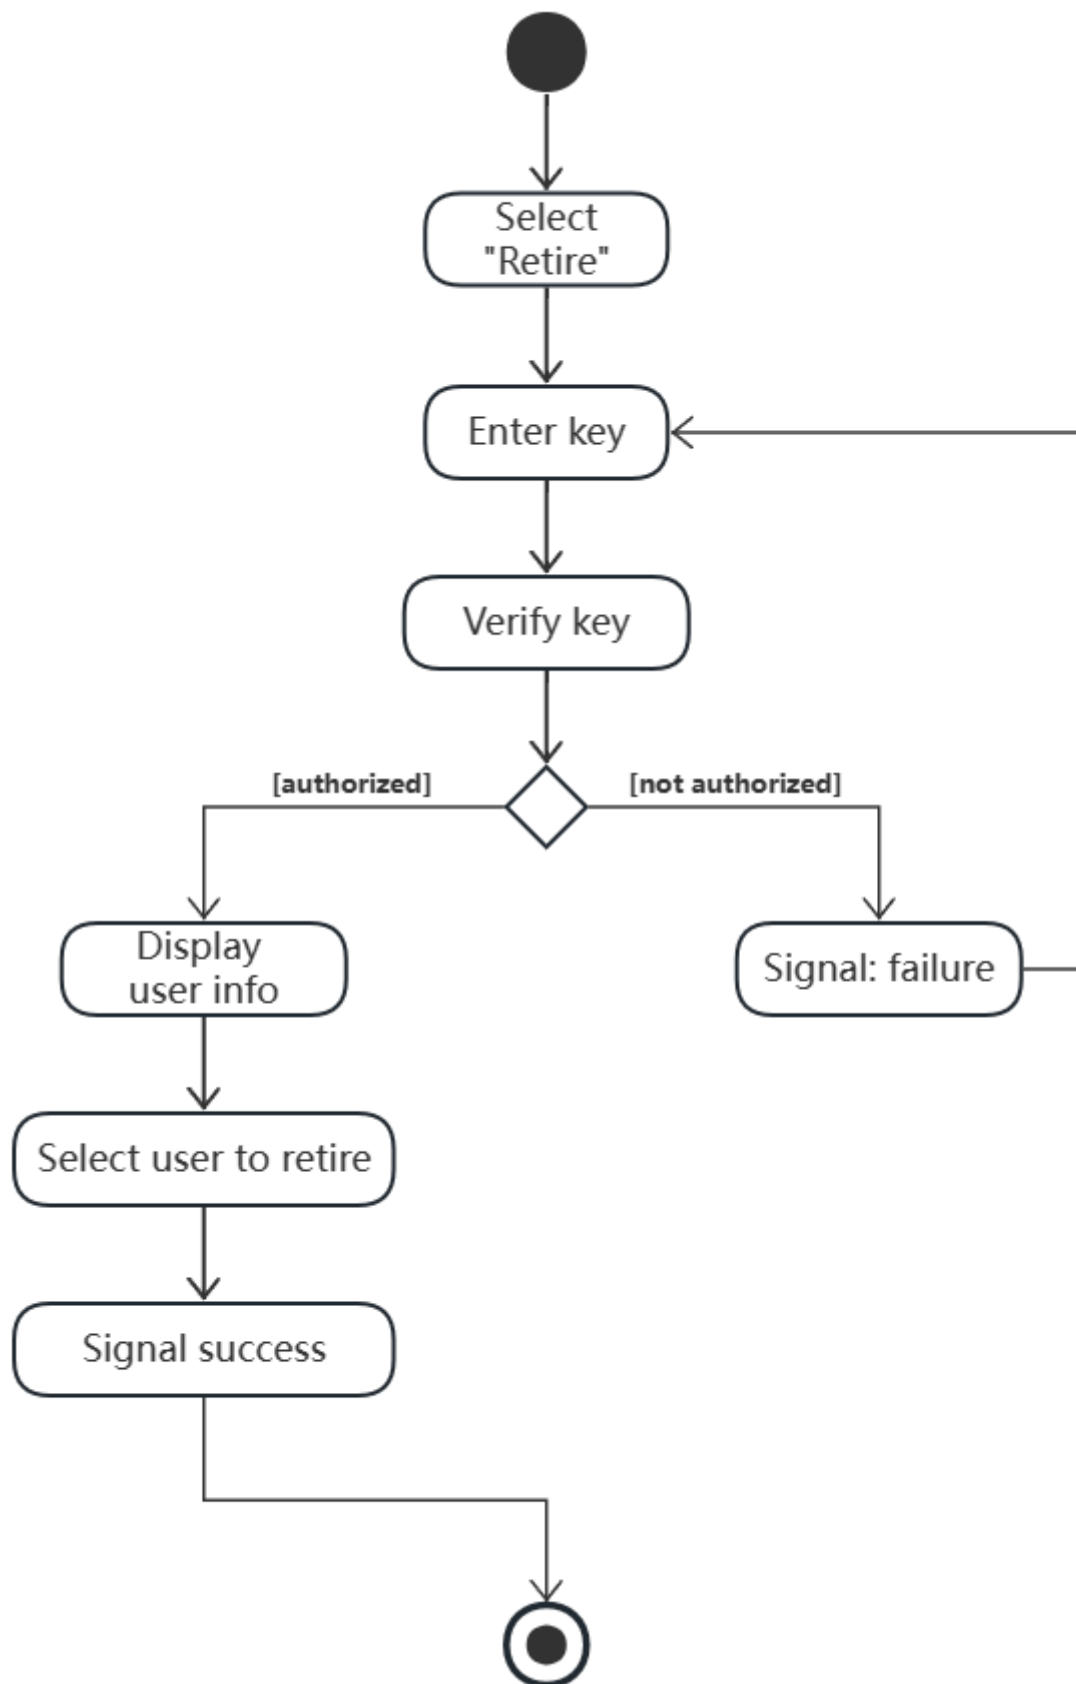 Select
"Retire"
Enter key
Verify key
[authorized]
[not authorized]
Display
user info
Signal: failure
Select user to retire
Signal success